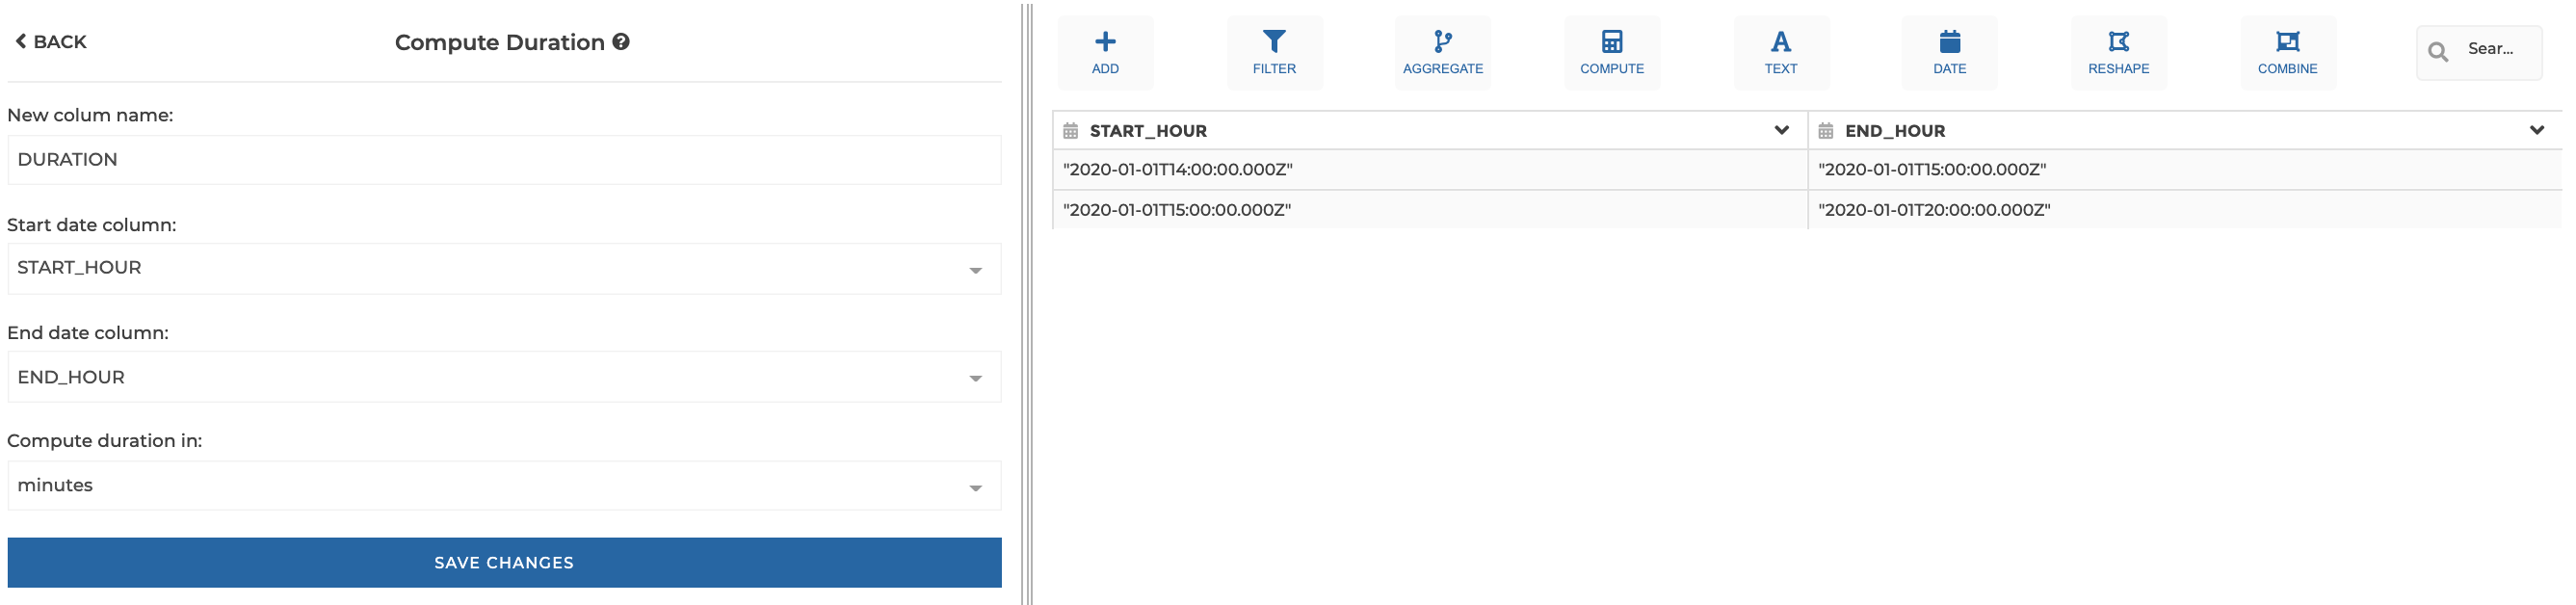 BACK
Compute Duration
New colum name:
DURATION
Start date column:
START_HOUR
End date column:
END_HOUR
Compute duration in:
minutes
SAVE CHANGES
ADD FILTER AGGREGATE COMPUTE TEXT DATE RESHAPE COMBINE Sear...
START_HOUR END_HOUR
"2020-01-01T14:00:00.000Z" "2020-01-01T15:00:00.000Z"
"2020-01-01T15:00:00.000Z" "2020-01-01T20:00:00.000Z"